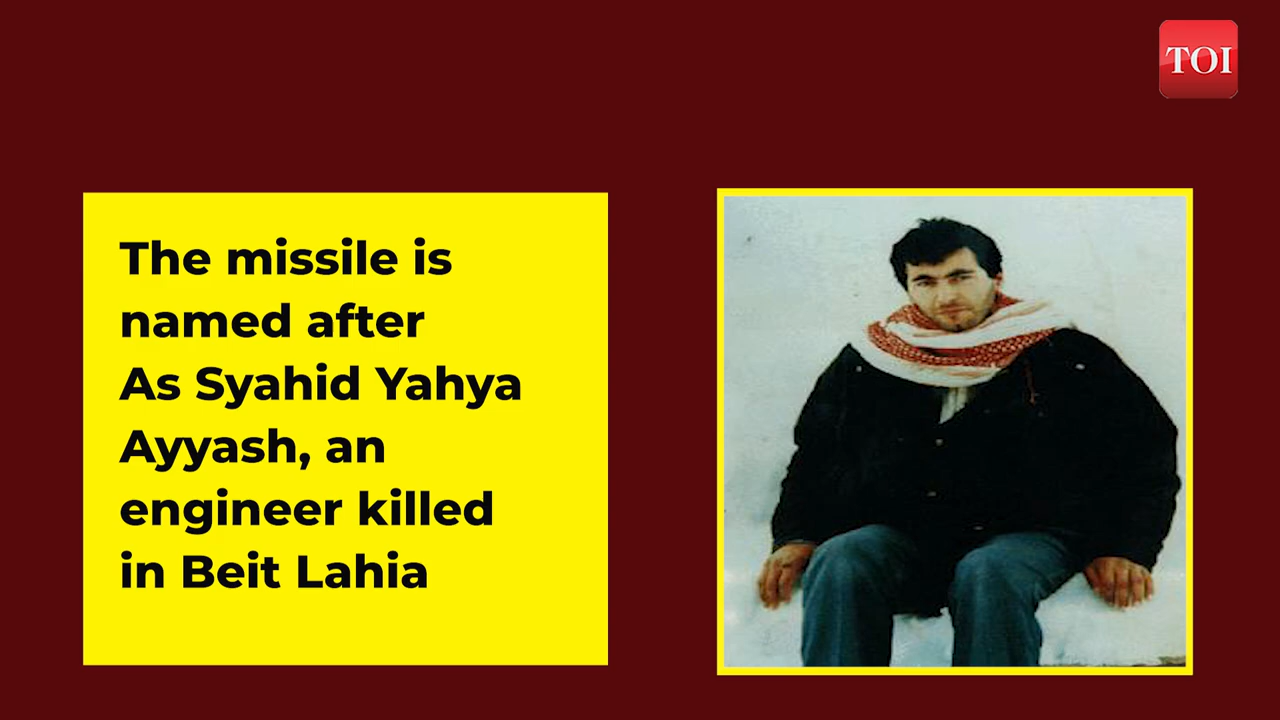 TOI
The missile is
named after
As Syahid Yahya
Ayyash, an
engineer killed
in Beit Lahia